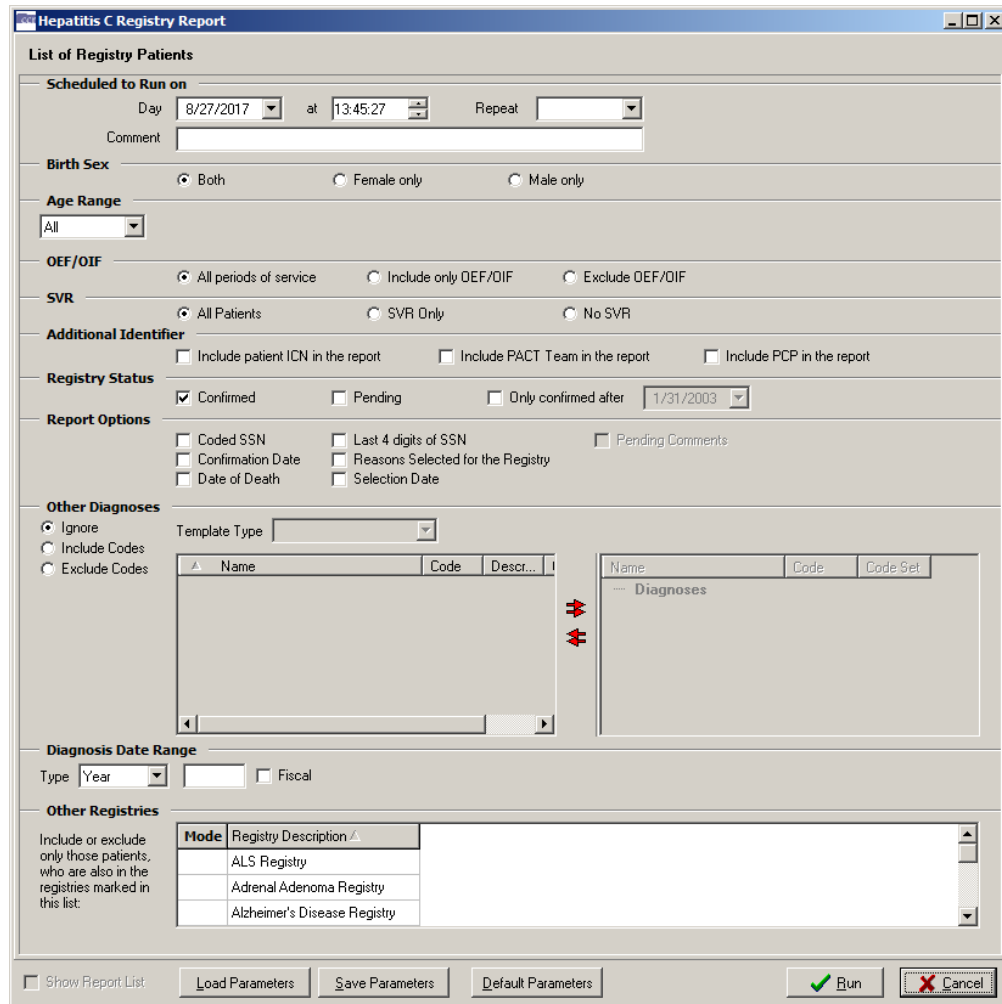 Hepatitis C Registry Report
List of Registry Patients
Scheduled to Run on
Day 8/27/2017 at 13:45:27 Repeat
Comment
Birth Sex
Both Female only Male only
Age Range
All
OEF/OIF
All periods of service Include only OEF/OIF Exclude OEF/OIF
SVR
All Patients SVR Only No SVR
Additional Identifier
Include patient ICN in the report Include PACT Team in the report Include PCP in the report
Registry Status
Confirmed Pending Only confirmed after 1/31/2003
Report Options
Coded SSN Last 4 digits of SSN Pending Comments
Confirmation Date Reasons Selected for the Registry
Date of Death Selection Date
Other Diagnoses
Ignore Template Type
Include Codes
Exclude Codes Name Code Descr... Name Code Code Set
Diagnoses
Diagnosis Date Range
Type Year Fiscal
Other Registries
Include or exclude
only those patients,
who are also in the
registries marked in
this list:
Mode Registry Description
ALS Registry
Adrenal Adenoma Registry
Alzheimer's Disease Registry
Show Report List Load Parameters Save Parameters Default Parameters Run Cancel